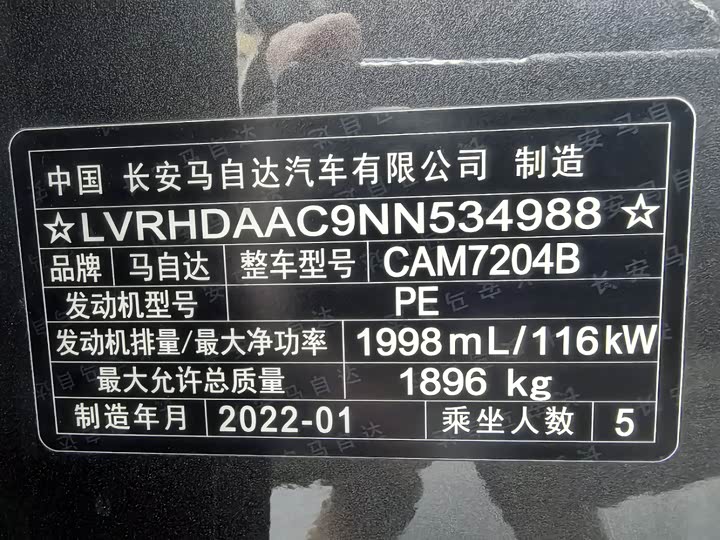 中国 长安马自达汽车有限公司 制造
☆LVRHDAAC9NN534988☆
品牌 马自达 整车型号 CAM7204B
发动机型号 PE
发动机排量/最大净功率 1998mL/116kW
最大允许总质量 1896 kg
制造年月 2022-01 乘坐人数 5